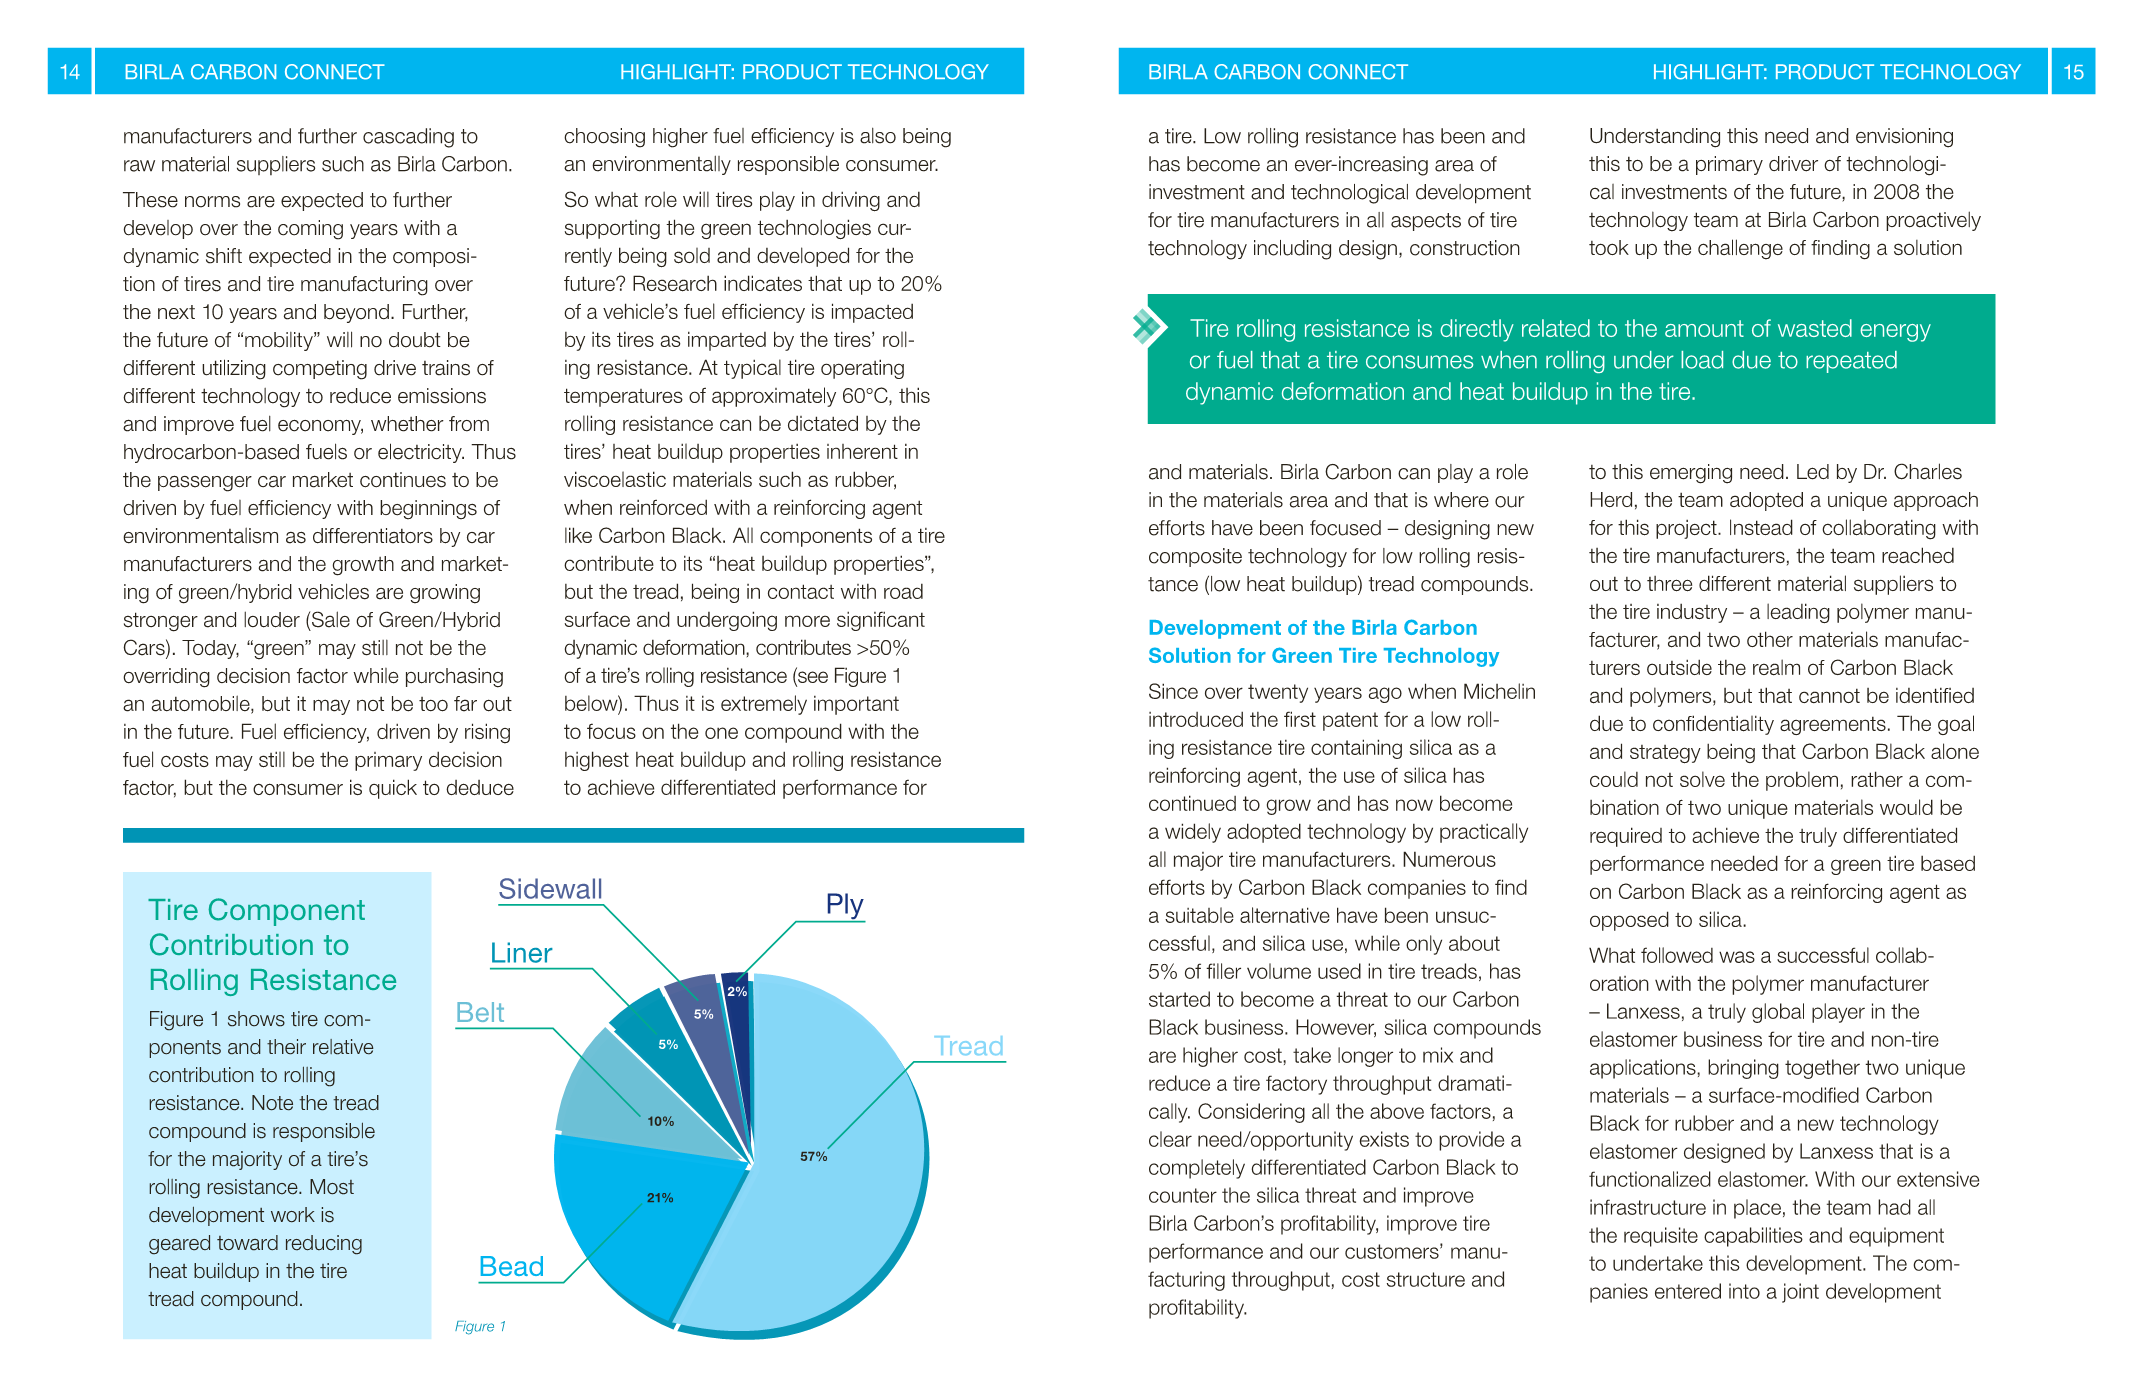 14
BIRLA CARBON CONNECT
HIGHLIGHT: PRODUCT TECHNOLOGY
manufacturers and further cascading to
raw material suppliers such as Birla Carbon.
These norms are expected to further
develop over the coming years with a
dynamic shift expected in the composi-
tion of tires and tire manufacturing over
the next 10 years and beyond. Further,
the future of “mobility” will no doubt be
different utilizing competing drive trains of
different technology to reduce emissions
and improve fuel economy, whether from
hydrocarbon-based fuels or electricity. Thus
the passenger car market continues to be
driven by fuel efficiency with beginnings of
environmentalism as differentiators by car
manufacturers and the growth and market-
ing of green/hybrid vehicles are growing
stronger and louder (Sale of Green/Hybrid
Cars). Today, “green” may still not be the
overriding decision factor while purchasing
an automobile, but it may not be too far out
in the future. Fuel efficiency, driven by rising
fuel costs may still be the primary decision
factor, but the consumer is quick to deduce
choosing higher fuel efficiency is also being
an environmentally responsible consumer.
So what role will tires play in driving and
supporting the green technologies cur-
rently being sold and developed for the
future? Research indicates that up to 20%
of a vehicle’s fuel efficiency is impacted
by its tires as imparted by the tires’ roll-
ing resistance. At typical tire operating
temperatures of approximately 60°C, this
rolling resistance can be dictated by the
tires’ heat buildup properties inherent in
viscoelastic materials such as rubber,
when reinforced with a reinforcing agent
like Carbon Black. All components of a tire
contribute to its “heat buildup properties”,
but the tread, being in contact with road
surface and undergoing more significant
dynamic deformation, contributes >50%
of a tire’s rolling resistance (see Figure 1
below). Thus it is extremely important
to focus on the one compound with the
highest heat buildup and rolling resistance
to achieve differentiated performance for
Tire Component
Contribution to
Rolling Resistance
Figure 1 shows tire com-
ponents and their relative
contribution to rolling
resistance. Note the tread
compound is responsible
for the majority of a tire’s
rolling resistance. Most
development work is
geared toward reducing
heat buildup in the tire
tread compound.
Sidewall
Ply
Liner
Belt
Tread
Bead
2%
5%
5%
10%
57%
21%
Figure 1
BIRLA CARBON CONNECT
HIGHLIGHT: PRODUCT TECHNOLOGY
15
a tire. Low rolling resistance has been and
has become an ever-increasing area of
investment and technological development
for tire manufacturers in all aspects of tire
technology including design, construction
Understanding this need and envisioning
this to be a primary driver of technologi-
cal investments of the future, in 2008 the
technology team at Birla Carbon proactively
took up the challenge of finding a solution
Tire rolling resistance is directly related to the amount of wasted energy
or fuel that a tire consumes when rolling under load due to repeated
dynamic deformation and heat buildup in the tire.
and materials. Birla Carbon can play a role
in the materials area and that is where our
efforts have been focused – designing new
composite technology for low rolling resis-
tance (low heat buildup) tread compounds.
Development of the Birla Carbon
Solution for Green Tire Technology
Since over twenty years ago when Michelin
introduced the first patent for a low roll-
ing resistance tire containing silica as a
reinforcing agent, the use of silica has
continued to grow and has now become
a widely adopted technology by practically
all major tire manufacturers. Numerous
efforts by Carbon Black companies to find
a suitable alternative have been unsuc-
cessful, and silica use, while only about
5% of filler volume used in tire treads, has
started to become a threat to our Carbon
Black business. However, silica compounds
are higher cost, take longer to mix and
reduce a tire factory throughput dramati-
cally. Considering all the above factors, a
clear need/opportunity exists to provide a
completely differentiated Carbon Black to
counter the silica threat and improve
Birla Carbon’s profitability, improve tire
performance and our customers’ manu-
facturing throughput, cost structure and
profitability.
to this emerging need. Led by Dr. Charles
Herd, the team adopted a unique approach
for this project. Instead of collaborating with
the tire manufacturers, the team reached
out to three different material suppliers to
the tire industry – a leading polymer manu-
facturer, and two other materials manufac-
turers outside the realm of Carbon Black
and polymers, but that cannot be identified
due to confidentiality agreements. The goal
and strategy being that Carbon Black alone
could not solve the problem, rather a com-
bination of two unique materials would be
required to achieve the truly differentiated
performance needed for a green tire based
on Carbon Black as a reinforcing agent as
opposed to silica.
What followed was a successful collab-
oration with the polymer manufacturer
– Lanxess, a truly global player in the
elastomer business for tire and non-tire
applications, bringing together two unique
materials – a surface-modified Carbon
Black for rubber and a new technology
elastomer designed by Lanxess that is a
functionalized elastomer. With our extensive
infrastructure in place, the team had all
the requisite capabilities and equipment
to undertake this development. The com-
panies entered into a joint development